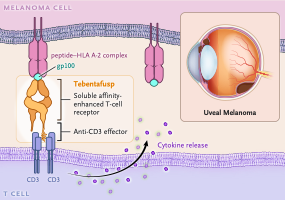 MELANOMA CELL
peptide–HLA A-2 complex
gp100
Tebentafusp
Soluble affinity-
enhanced T-cell
receptor
Anti-CD3 effector
Uveal Melanoma
Cytokine release
CD3 CD3
T CELL